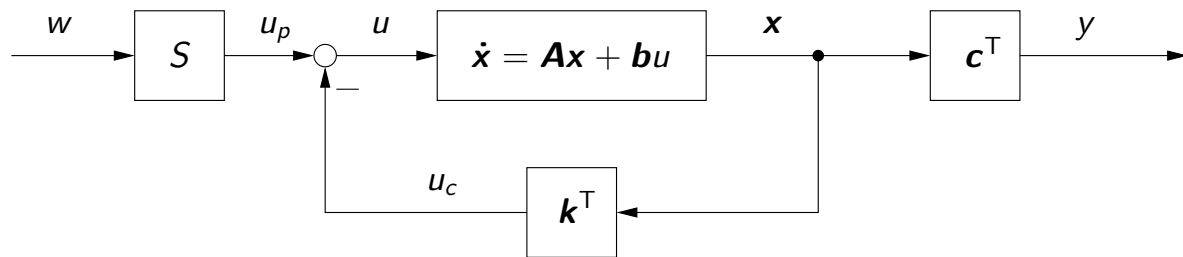 w
S
u_p
u
ẋ = Ax + bu
x
c^T
y
−
u_c
k^T